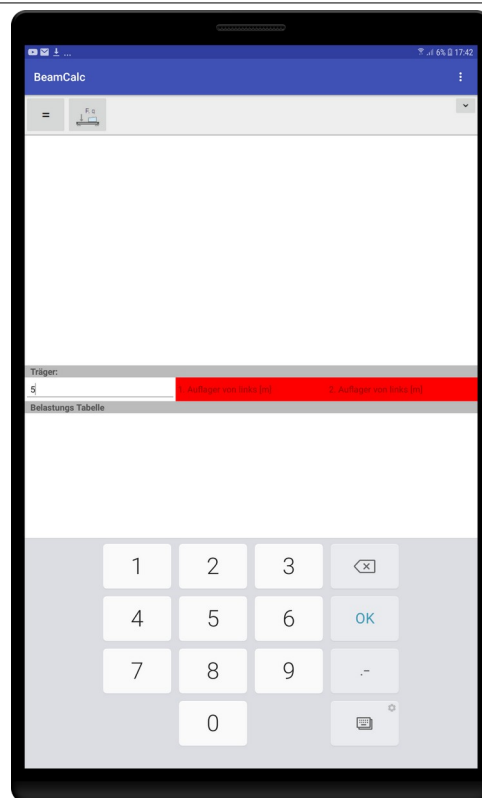 ... 6% 17:42
BeamCalc
= F, q
Träger:
5 1. Auflager von links [m] 2. Auflager von links [m]
Belastungs Tabelle
1 2 3
4 5 6 OK
7 8 9 .-
0